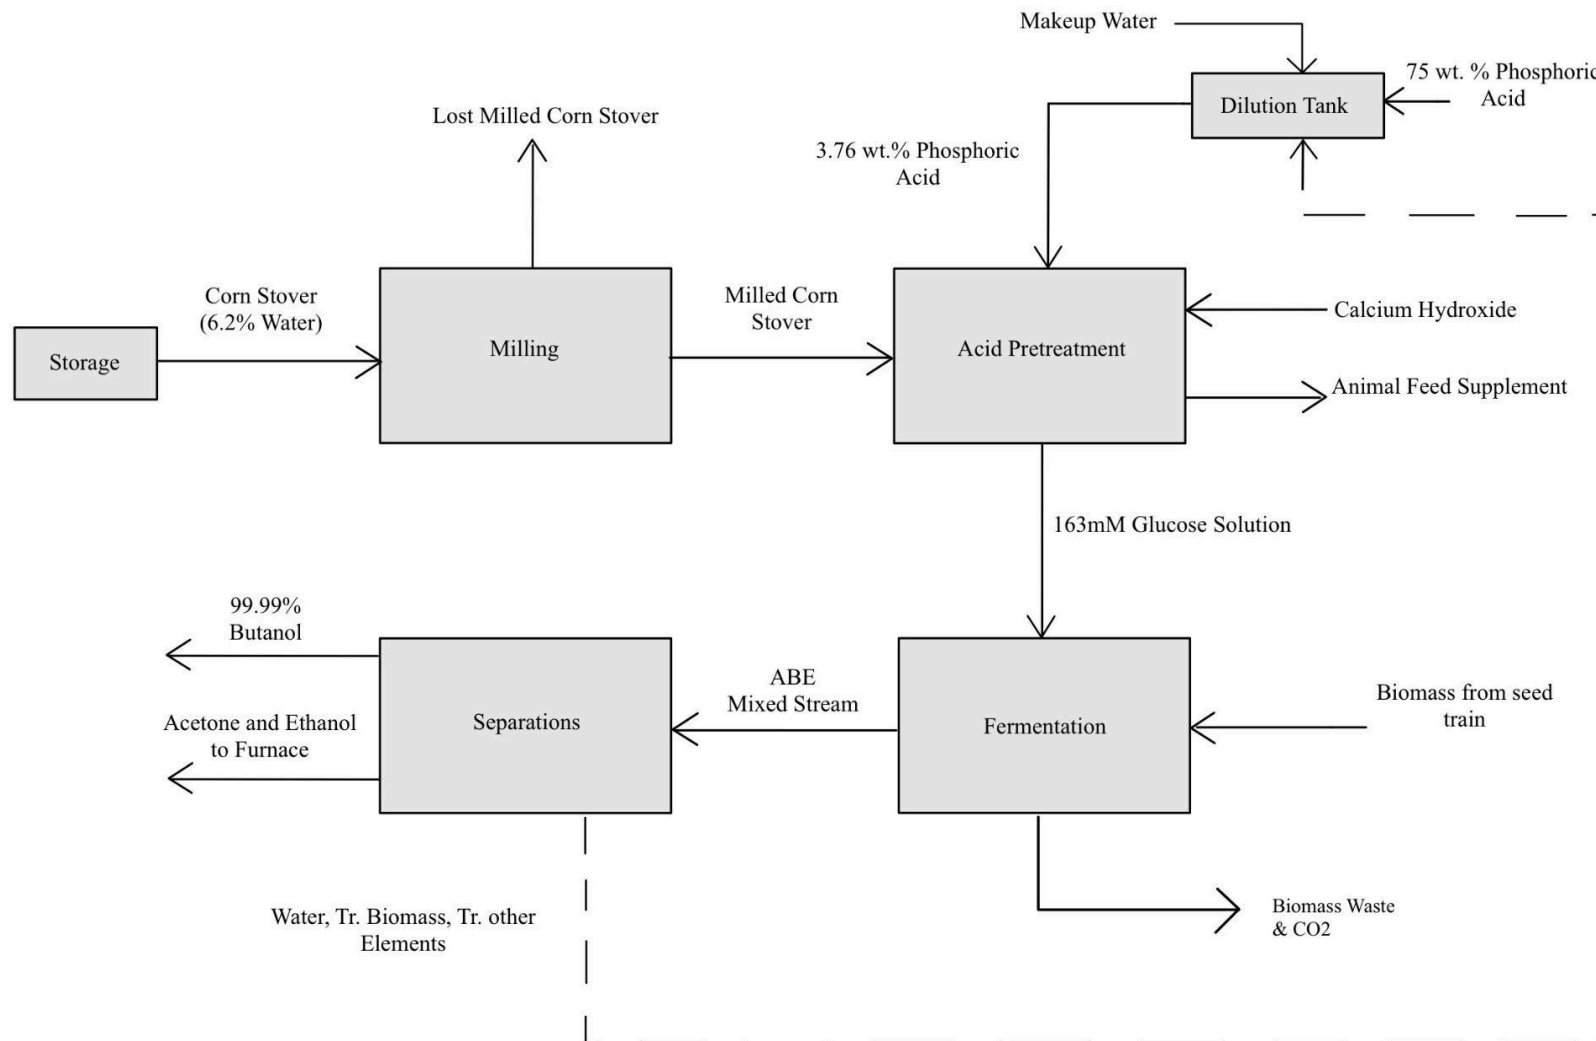 Makeup Water
75 wt. % Phosphoric
Acid
Dilution Tank
Lost Milled Corn Stover
3.76 wt.% Phosphoric
Acid
Corn Stover
(6.2% Water)
Milled Corn
Stover
Calcium Hydroxide
Storage
Milling
Acid Pretreatment
Animal Feed Supplement
163mM Glucose Solution
99.99%
Butanol
ABE
Mixed Stream
Biomass from seed
train
Acetone and Ethanol
to Furnace
Separations
Fermentation
Water, Tr. Biomass, Tr. other
Elements
Biomass Waste
& CO2